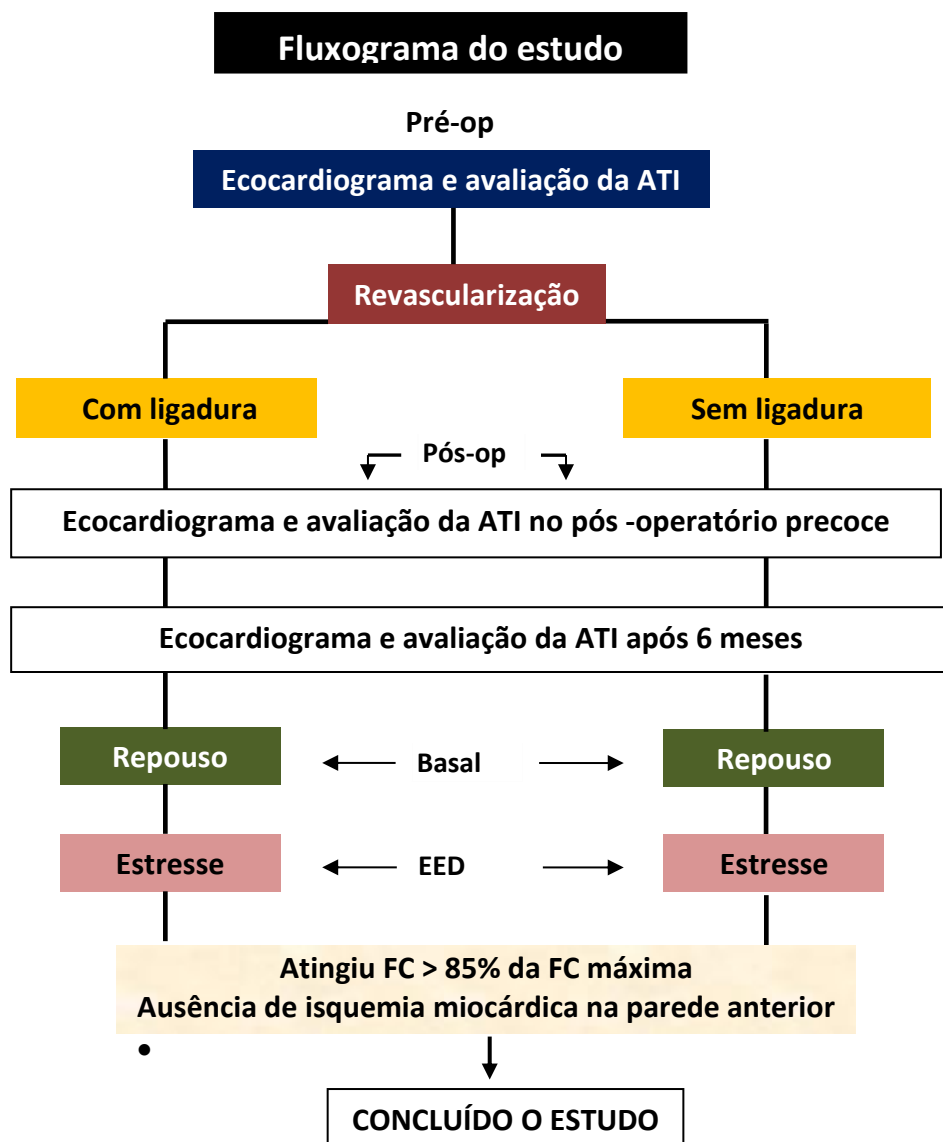 Fluxograma do estudo
Pré-op
Ecocardiograma e avaliação da ATI
Revascularização
Com ligadura
Sem ligadura
Pós-op
Ecocardiograma e avaliação da ATI no pós -operatório precoce
Ecocardiograma e avaliação da ATI após 6 meses
Repouso
Basal
Repouso
Estresse
EED
Estresse
Atingiu FC > 85% da FC máxima
Ausência de isquemia miocárdica na parede anterior
•
CONCLUÍDO O ESTUDO